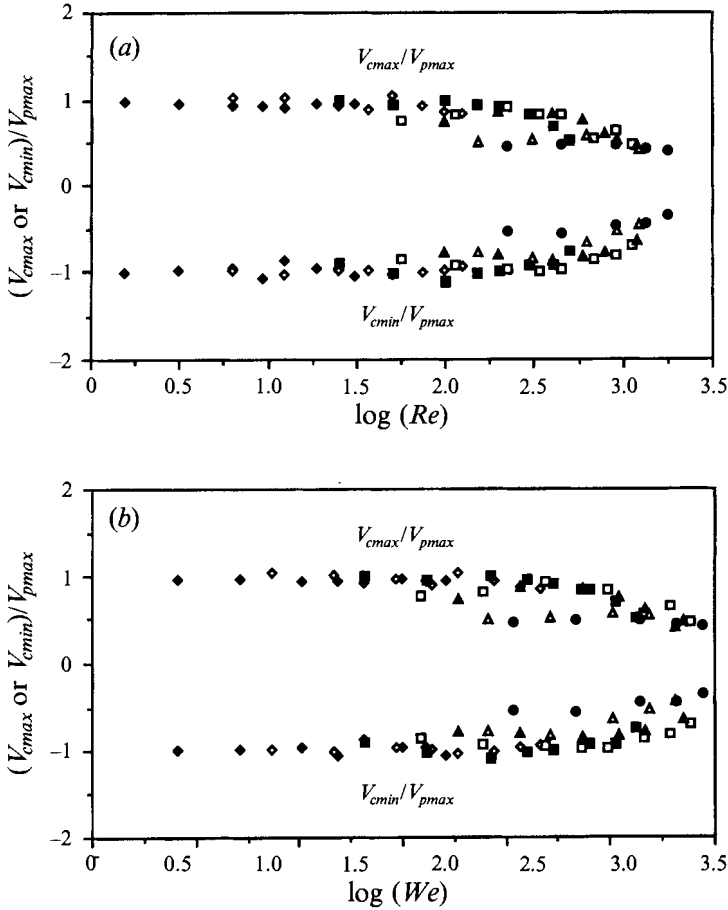 2
(a)
V_cmax/V_pmax
1
0
(V_cmax or V_cmin)/V_pmax
−1
V_cmin/V_pmax
−2
0 0.5 1.0 1.5 2.0 2.5 3.0 3.5
log (Re)
2
(b)
V_cmax/V_pmax
1
0
(V_cmax or V_cmin)/V_pmax
−1
V_cmin/V_pmax
−2
0 0.5 1.0 1.5 2.0 2.5 3.0 3.5
log (We)